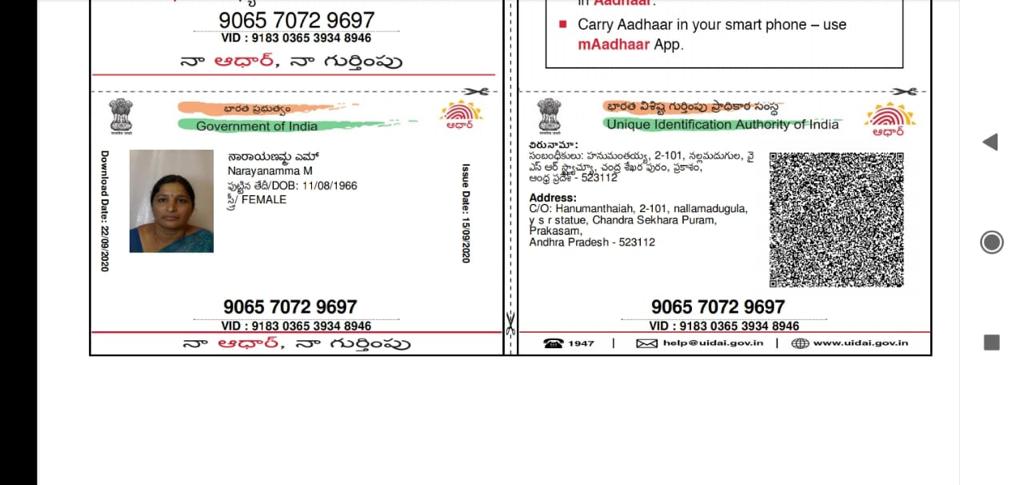 9065 7072 9697
VID : 9183 0365 3934 8946
నా ఆధార్, నా గుర్తింపు
in Aadhaar.
■ Carry Aadhaar in your smart phone – use
mAadhaar App.
భారత ప్రభుత్వం
Government of India
ఆధార్
Download Date: 22/09/2020
నారాయణమ్మ ఎమ్
Narayanamma M
పుట్టిన తేదీ/DOB: 11/08/1966
స్త్రీ/ FEMALE
Issue Date: 15/09/2020
9065 7072 9697
VID : 9183 0365 3934 8946
నా ఆధార్, నా గుర్తింపు
భారత విశిష్ట గుర్తింపు ప్రాధికార సంస్థ
Unique Identification Authority of India
ఆధార్
చిరునామా:
సంబంధీకులు: హనుమంతయ్య, 2-101, నల్లమడుగుల, వై
ఎస్ ఆర్ స్టాచ్యూ, చంద్ర శేఖర పురం, ప్రకాశం,
ఆంధ్ర ప్రదేశ్ - 523112
Address:
C/O: Hanumanthaiah, 2-101, nallamadugula,
y s r statue, Chandra Sekhara Puram,
Prakasam,
Andhra Pradesh - 523112
9065 7072 9697
VID : 9183 0365 3934 8946
1947 | help@uidai.gov.in | www.uidai.gov.in